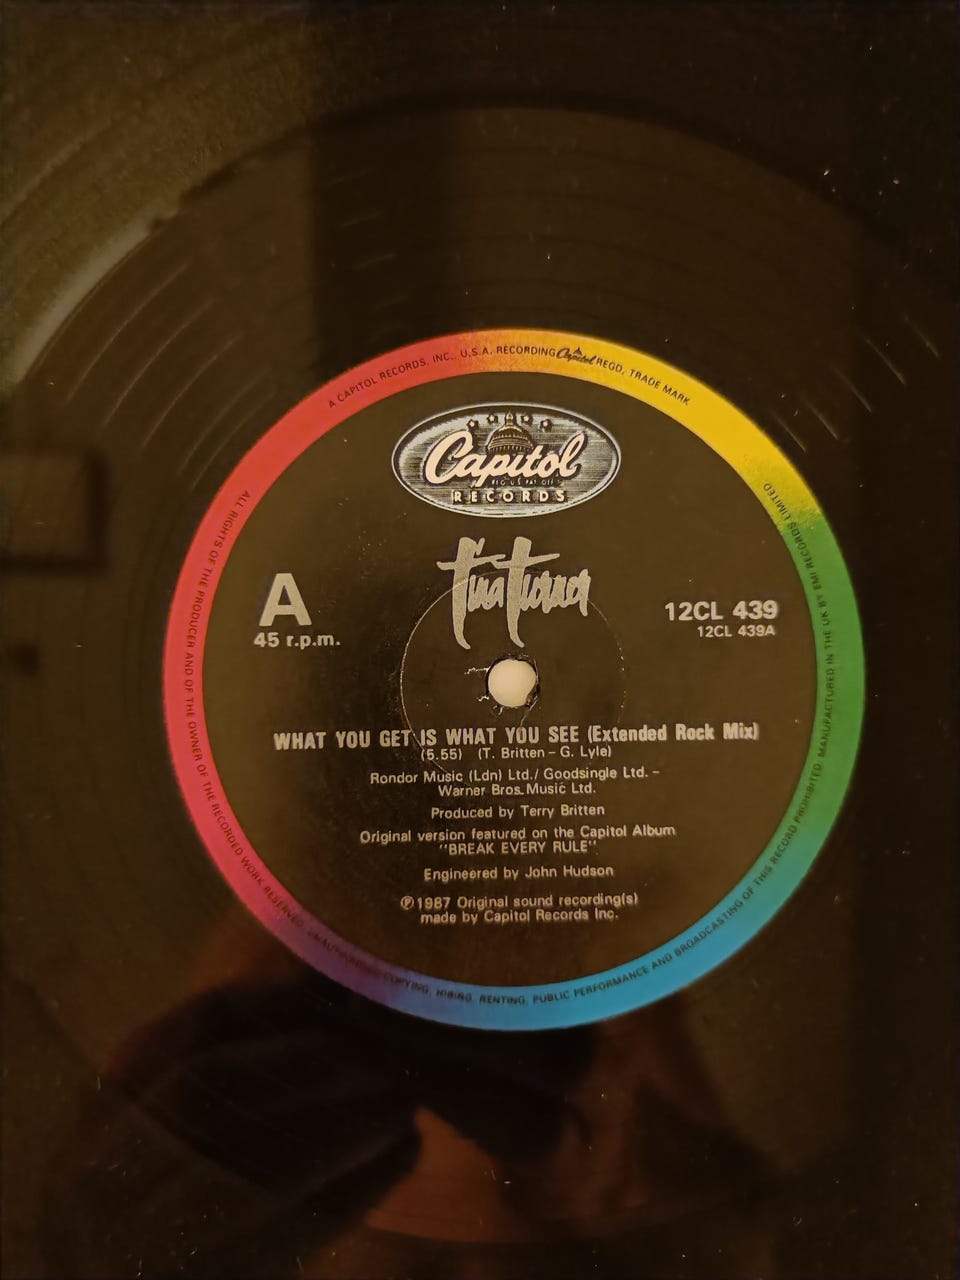 A CAPITOL RECORDS, INC., U.S.A. RECORDING Capitol REGD. TRADE MARK
Capitol
RECORDS
Tina Turner
A
45 r.p.m.
12CL 439
12CL 439A
WHAT YOU GET IS WHAT YOU SEE (Extended Rock Mix)
(5.55) (T. Britten – G. Lyle)
Rondor Music (Ldn) Ltd./ Goodsingle Ltd. –
Warner Bros. Music Ltd.
Produced by Terry Britten
Original version featured on the Capitol Album
"BREAK EVERY RULE"
Engineered by John Hudson
℗1987 Original sound recording(s)
made by Capitol Records Inc.
ALL RIGHTS OF THE PRODUCER AND OF THE OWNER OF THE RECORDED WORK RESERVED. UNAUTHORISED COPYING, HIRING, RENTING, PUBLIC PERFORMANCE AND BROADCASTING OF THIS RECORD PROHIBITED. MANUFACTURED IN THE UK BY EMI RECORDS LIMITED